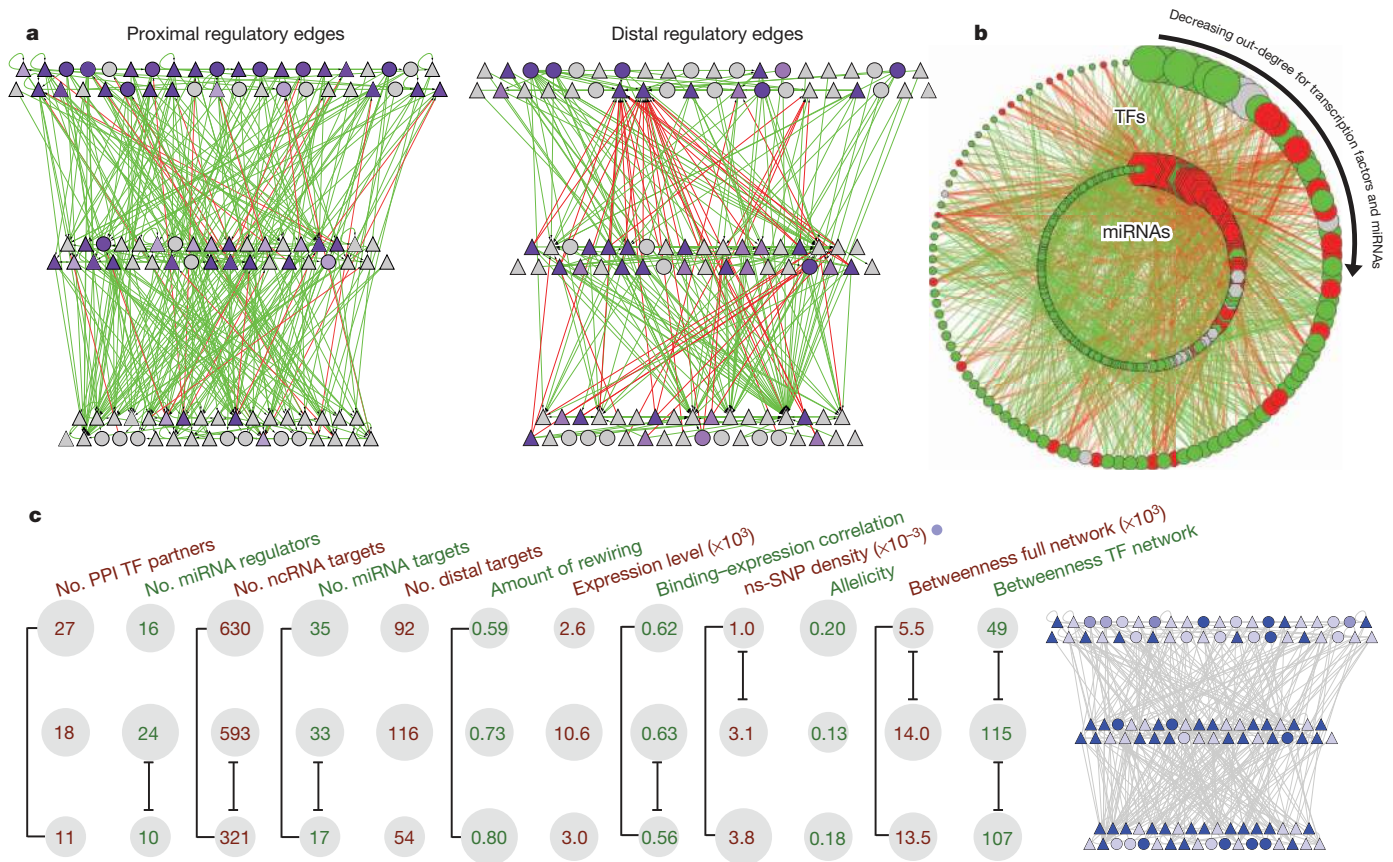 a
Proximal regulatory edges
Distal regulatory edges
b
Decreasing out-degree for transcription factors and miRNAs
TFs
miRNAs
c
No. PPI TF partners
No. miRNA regulators
No. ncRNA targets
No. miRNA targets
No. distal targets
Amount of rewiring
Expression level (×10³)
Binding–expression correlation
ns-SNP density (×10⁻³)
Allelicity
Betweenness full network (×10³)
Betweenness TF network
27 16 630 35 92 0.59 2.6 0.62 1.0 0.20 5.5 49
18 24 593 33 116 0.73 10.6 0.63 3.1 0.13 14.0 115
11 10 321 17 54 0.80 3.0 0.56 3.8 0.18 13.5 107